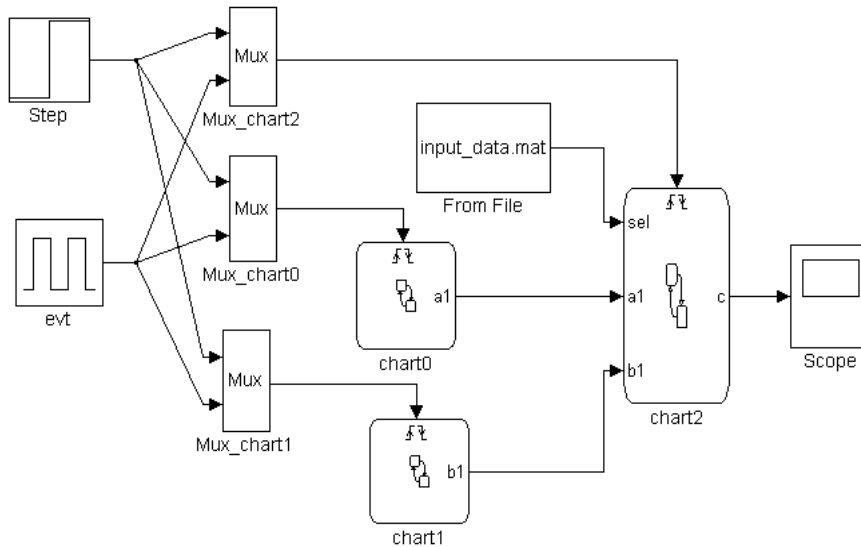 Step
Mux
Mux_chart2
input_data.mat
From File
Mux
Mux_chart0
evt
a1
chart0
sel
a1
b1
c
chart2
Scope
Mux
Mux_chart1
b1
chart1